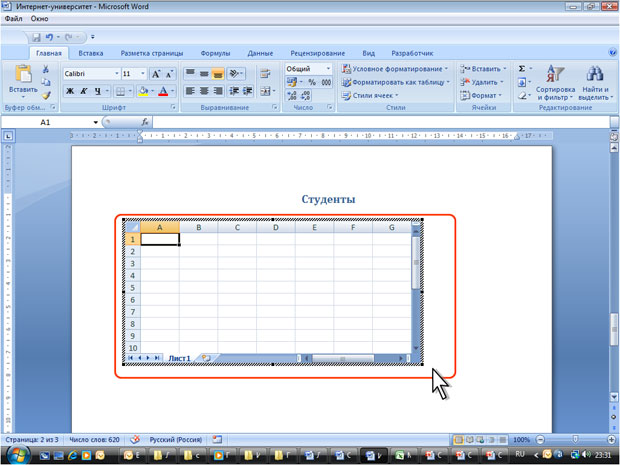 Интернет-университет - Microsoft Word
Файл Окно
Главная Вставка Разметка страницы Формулы Данные Рецензирование Вид Разработчик
Calibri 11 Общий Условное форматирование Вставить
Вставить Ж К Ч % 000 Форматировать как таблицу Удалить Сортировка и фильтр Найти и выделить
Стили ячеек Формат
Буфер обм... Шрифт Выравнивание Число Стили Ячейки Редактирование
A1 fx
Студенты
A B C D E F G
1
2
3
4
5
6
7
8
9
10
Лист1
Страница: 2 из 3 Число слов: 620 Русский (Россия) 100%
RU 23:31